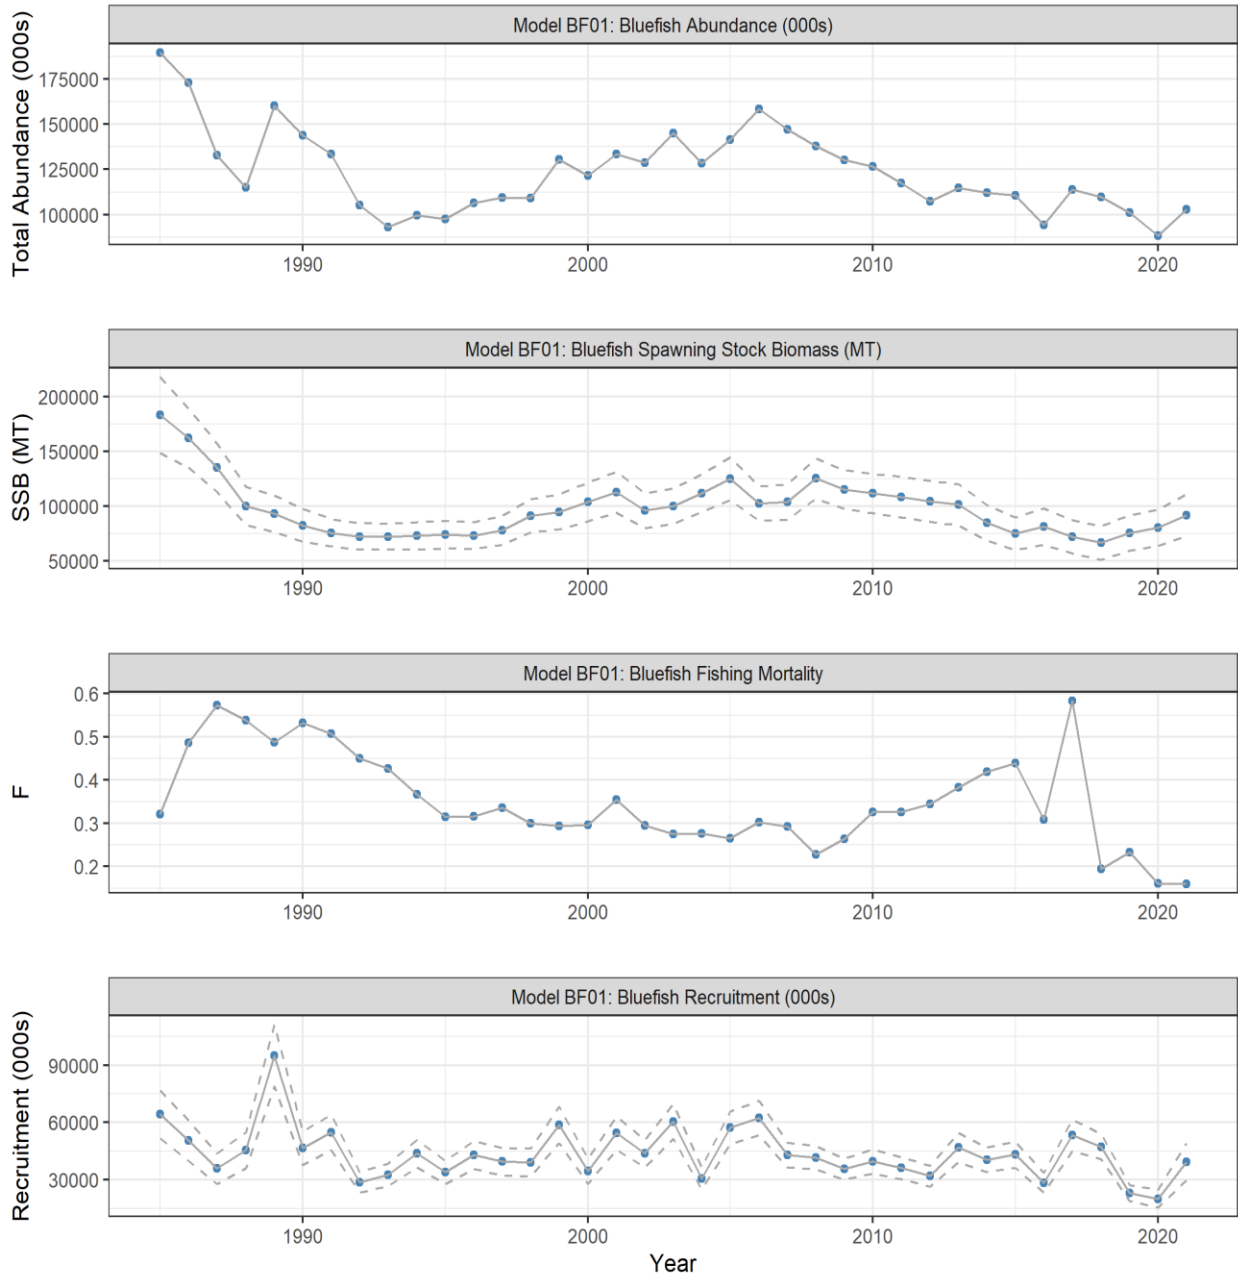 Model BF01: Bluefish Abundance (000s)
Total Abundance (000s)
175000
150000
125000
100000
1990 2000 2010 2020
Model BF01: Bluefish Spawning Stock Biomass (MT)
SSB (MT)
200000
150000
100000
50000
1990 2000 2010 2020
Model BF01: Bluefish Fishing Mortality
F
0.6
0.5
0.4
0.3
0.2
1990 2000 2010 2020
Model BF01: Bluefish Recruitment (000s)
Recruitment (000s)
90000
60000
30000
1990 2000 2010 2020
Year